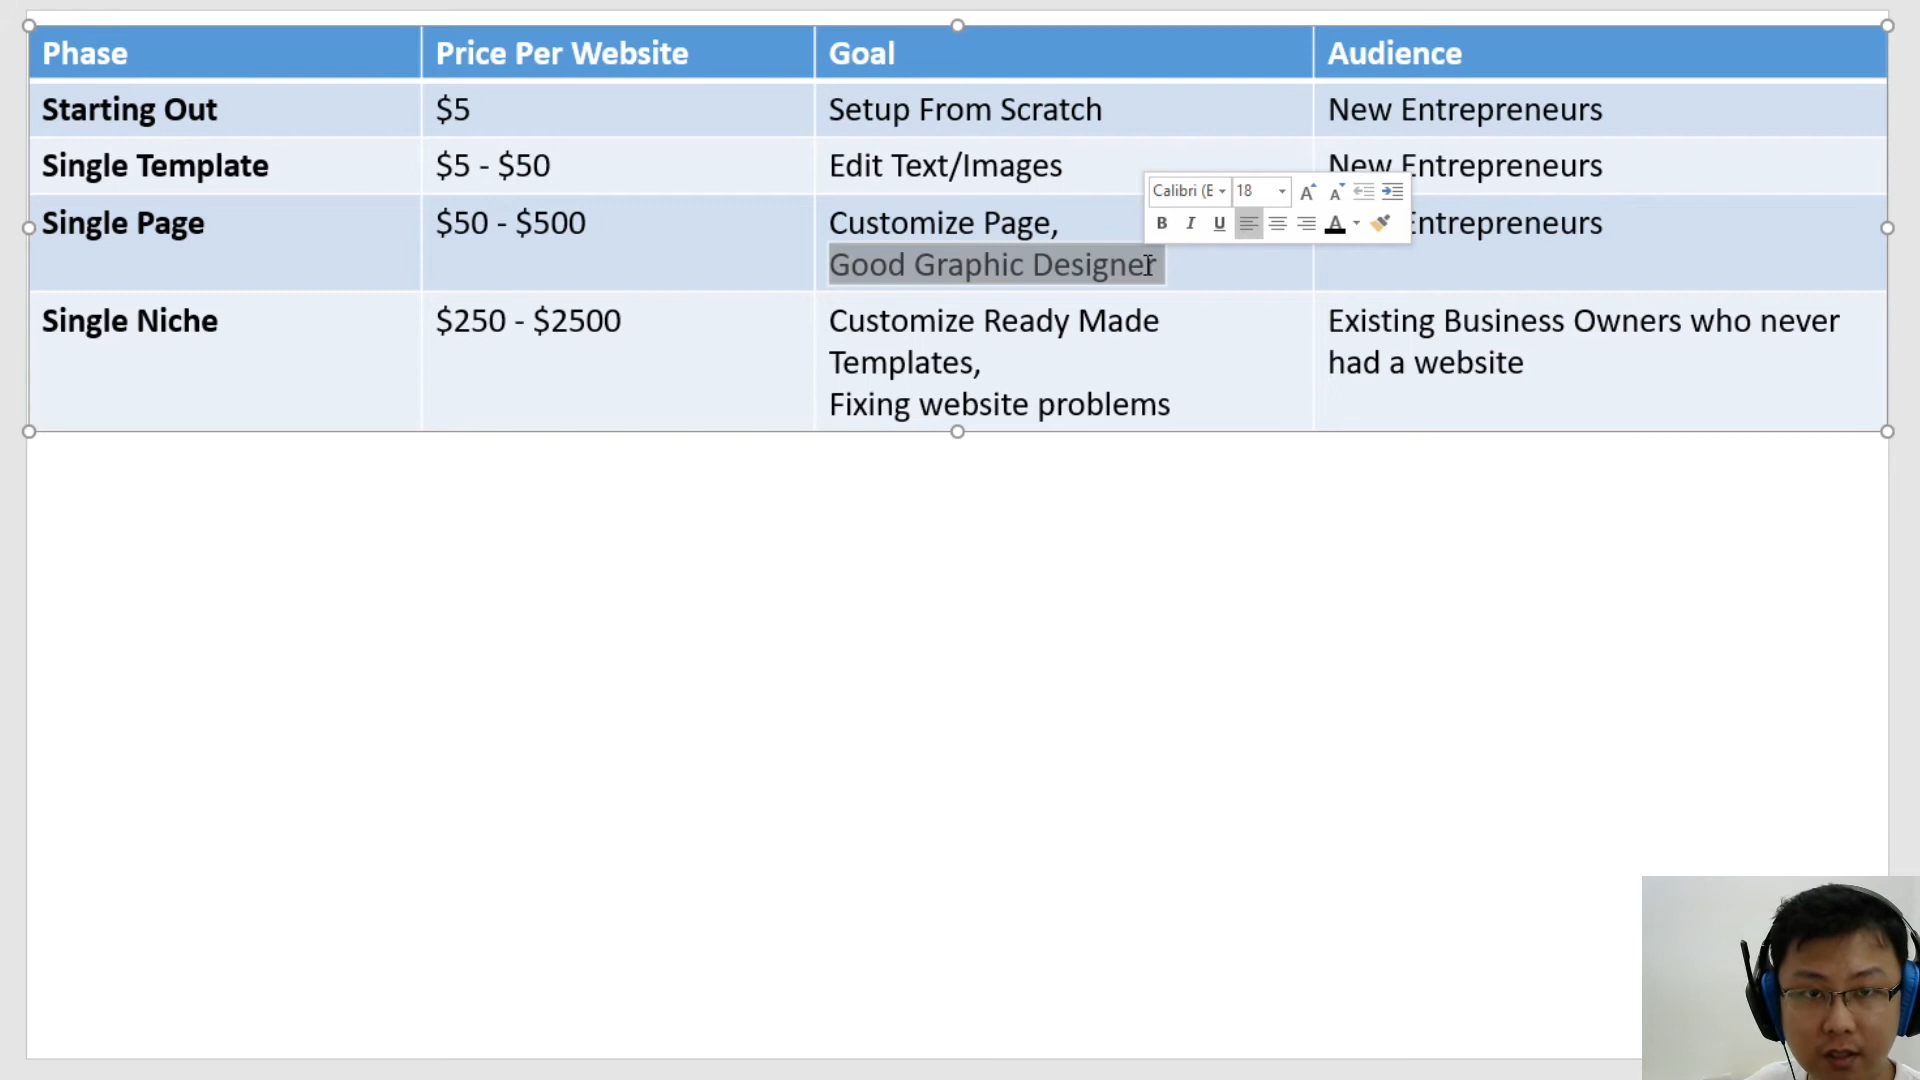 Phase Price Per Website Goal Audience
Starting Out $5 Setup From Scratch New Entrepreneurs
Single Template $5 - $50 Edit Text/Images New Entrepreneurs
Calibri (E 18
Single Page $50 - $500 Customize Page, Entrepreneurs
B I U A
Good Graphic Designer
Single Niche $250 - $2500 Customize Ready Made Existing Business Owners who never
Templates, had a website
Fixing website problems